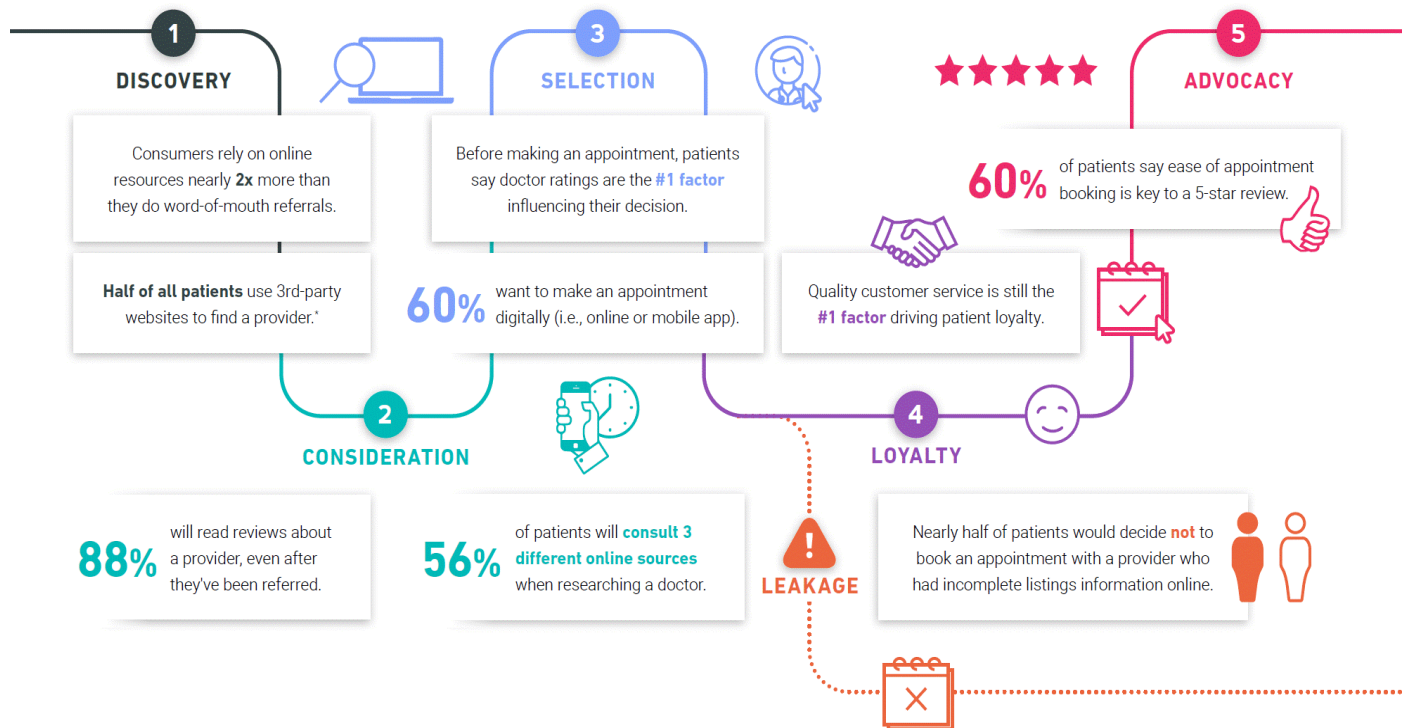 1
DISCOVERY
Consumers rely on online
resources nearly 2x more than
they do word-of-mouth referrals.
Half of all patients use 3rd-party
websites to find a provider.*
2
CONSIDERATION
88%
will read reviews about
a provider, even after
they've been referred.
56%
of patients will consult 3
different online sources
when researching a doctor.
3
SELECTION
Before making an appointment, patients
say doctor ratings are the #1 factor
influencing their decision.
60%
want to make an appointment
digitally (i.e., online or mobile app).
4
LOYALTY
Quality customer service is still the
#1 factor driving patient loyalty.
!
LEAKAGE
Nearly half of patients would decide not to
book an appointment with a provider who
had incomplete listings information online.
5
ADVOCACY
60%
of patients say ease of appointment
booking is key to a 5-star review.